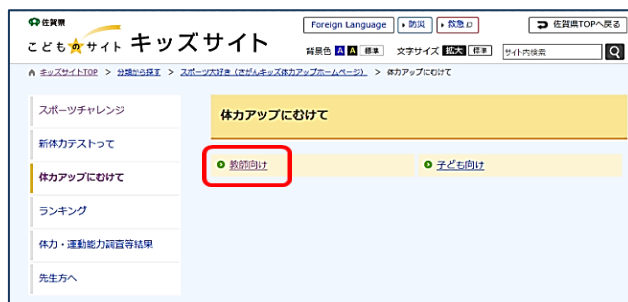 佐賀県
こどものサイト キッズサイト
Foreign Language 防災 救急 佐賀県TOPへ戻る
背景色 A A 標準 文字サイズ 拡大 標準 サイト内検索
キッズサイトTOP > 分類から探す > スポーツ大好き（さがんキッズ体力アップホームページ） > 体力アップにむけて
スポーツチャレンジ
新体力テストって
体力アップにむけて
ランキング
体力・運動能力調査等結果
先生方へ
体力アップにむけて
教師向け
子ども向け